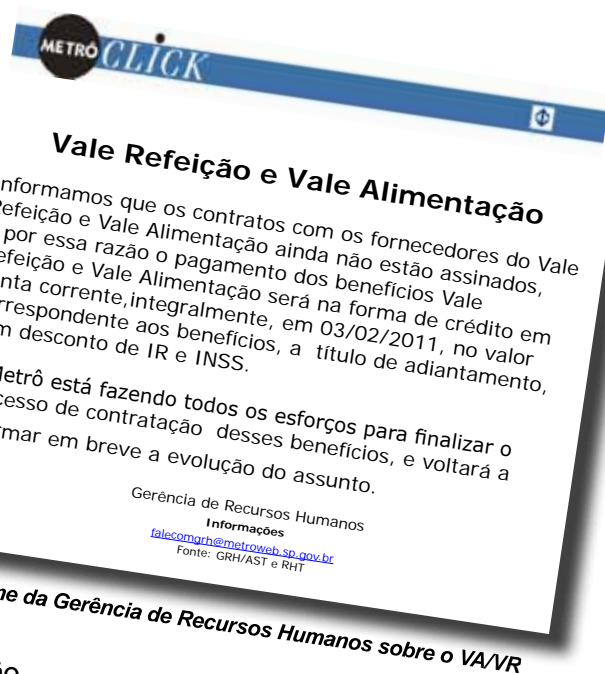 METRÔ CLICK
Vale Refeição e Vale Alimentação
nformamos que os contratos com os fornecedores do Vale
Refeição e Vale Alimentação ainda não estão assinados,
por essa razão o pagamento dos benefícios Vale
efeição e Vale Alimentação será na forma de crédito em
nta corrente,integralmente, em 03/02/2011, no valor
rrespondente aos benefícios, a título de adiantamento,
m desconto de IR e INSS.
Metrô está fazendo todos os esforços para finalizar o
cesso de contratação desses benefícios, e voltará a
rmar em breve a evolução do assunto.
Gerência de Recursos Humanos
Informações
falecomgrh@metroweb.sp.gov.br
Fonte: GRH/AST e RHT
me da Gerência de Recursos Humanos sobre o VA/VR